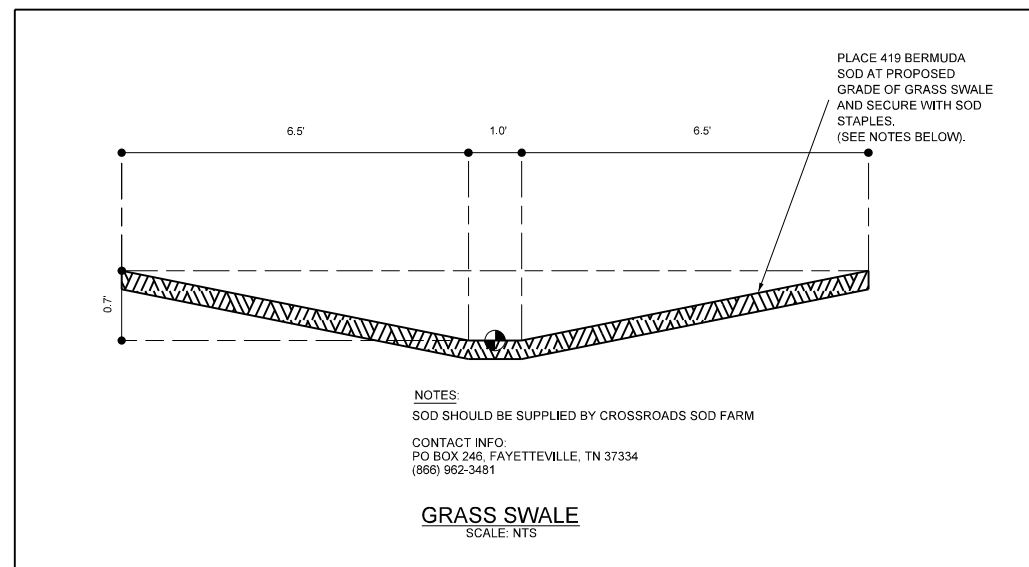 PLACE 419 BERMUDA
SOD AT PROPOSED
GRADE OF GRASS SWALE
AND SECURE WITH SOD
STAPLES.
(SEE NOTES BELOW).
6.5'
1.0'
6.5'
0.7'
NOTES:
SOD SHOULD BE SUPPLIED BY CROSSROADS SOD FARM
CONTACT INFO:
PO BOX 246, FAYETTEVILLE, TN 37334
(866) 962-3481
GRASS SWALE
SCALE: NTS